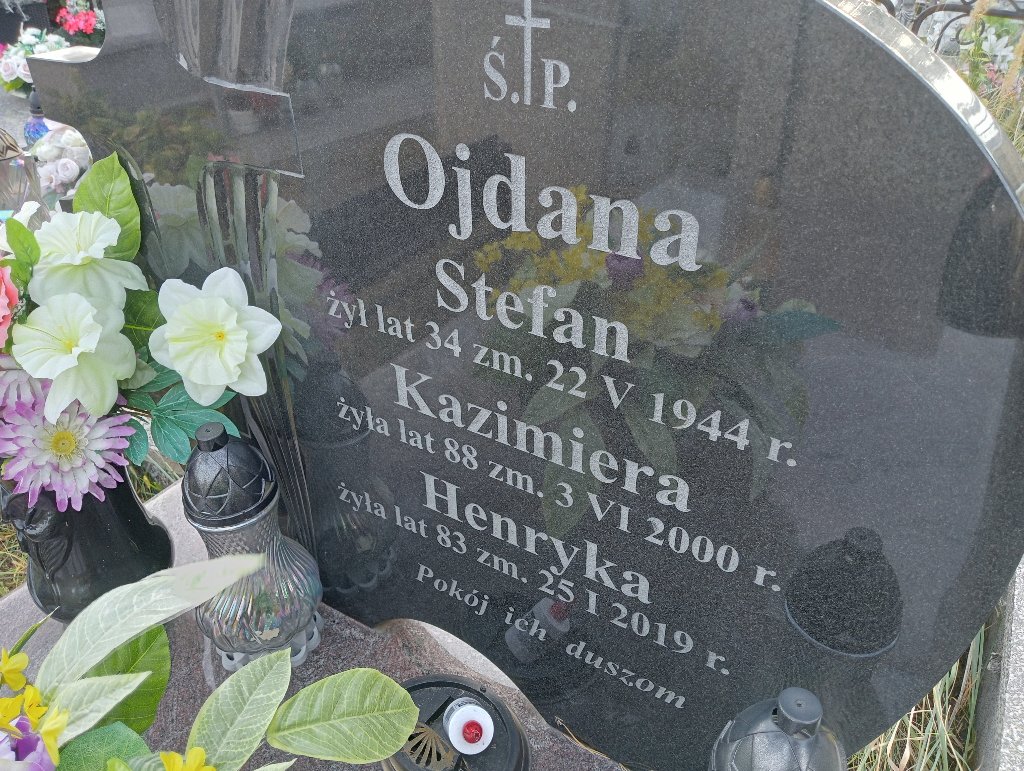 Ś. P.
Ojdana
Stefan
żył lat 34 zm. 22 V 1944 r.
Kazimiera
żyła lat 88 zm. 3 VI 2000 r.
Henryka
żyła lat 83 zm. 25 I 2019 r.
Pokój ich duszom